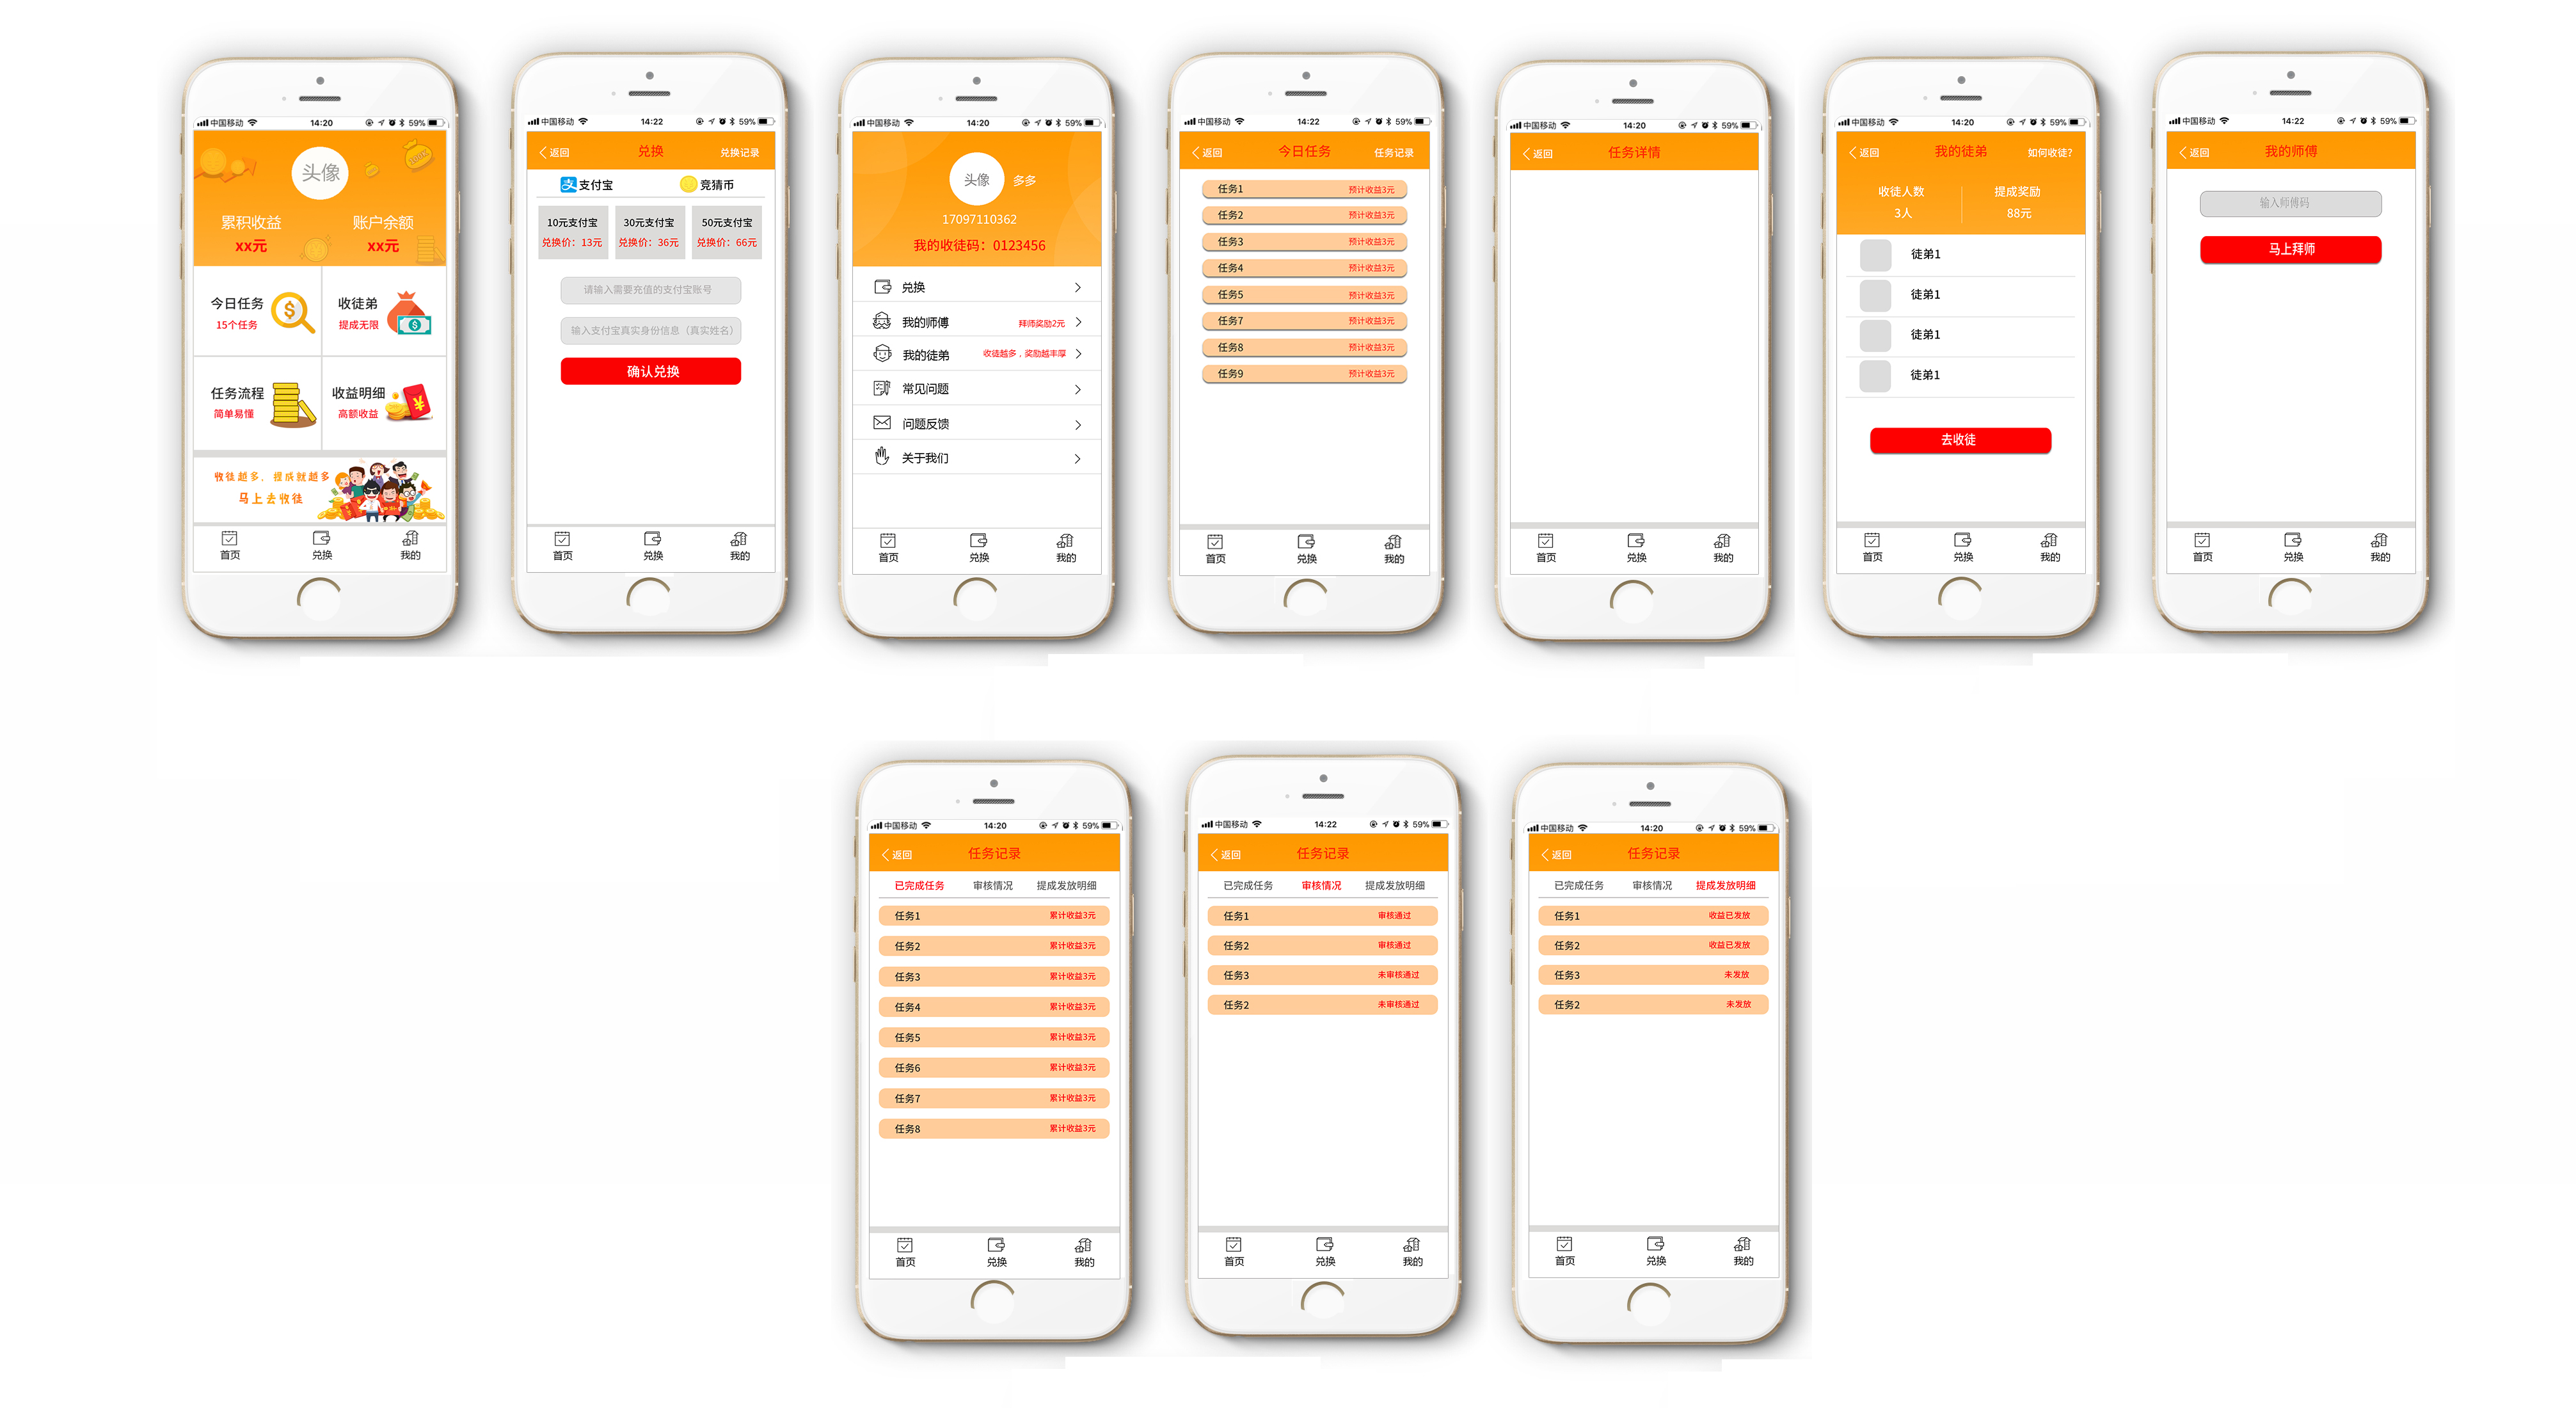 中国移动 14:20 59%
头像
累积收益 账户余额
xx元 xx元
今日任务 收徒弟
15个任务 提成无限
任务流程 收益明细
简单易懂 高额收益
收徒越多，提成就越多
马上去收徒
首页 兑换 我的
中国移动 14:22 59%
返回 兑换 兑换记录
支付宝 竞猜币
10元支付宝 30元支付宝 50元支付宝
兑换价：13元 兑换价：36元 兑换价：66元
请输入需要充值的支付宝账号
输入支付宝真实身份信息（真实姓名）
确认兑换
首页 兑换 我的
中国移动 14:20 59%
头像 多多
17097110362
我的收徒码：0123456
兑换
我的师傅 拜师奖励2元
我的徒弟 收徒越多，奖励越丰厚
常见问题
问题反馈
关于我们
首页 兑换 我的
中国移动 14:22 59%
返回 今日任务 任务记录
任务1 预计收益3元
任务2 预计收益3元
任务3 预计收益3元
任务4 预计收益3元
任务5 预计收益3元
任务7 预计收益3元
任务8 预计收益3元
任务9 预计收益3元
首页 兑换 我的
中国移动 14:20 59%
返回 任务详情
首页 兑换 我的
中国移动 14:20 59%
返回 我的徒弟 如何收徒?
收徒人数 提成奖励
3人 88元
徒弟1
徒弟1
徒弟1
徒弟1
去收徒
首页 兑换 我的
中国移动 14:22 59%
返回 我的师傅
输入师傅码
马上拜师
首页 兑换 我的
中国移动 14:20 59%
返回 任务记录
已完成任务 审核情况 提成发放明细
任务1 累计收益3元
任务2 累计收益3元
任务3 累计收益3元
任务4 累计收益3元
任务5 累计收益3元
任务6 累计收益3元
任务7 累计收益3元
任务8 累计收益3元
首页 兑换 我的
中国移动 14:22 59%
返回 任务记录
已完成任务 审核情况 提成发放明细
任务1 审核通过
任务2 审核通过
任务3 未审核通过
任务2 未审核通过
首页 兑换 我的
中国移动 14:20 59%
返回 任务记录
已完成任务 审核情况 提成发放明细
任务1 收益已发放
任务2 收益已发放
任务3 未发放
任务2 未发放
首页 兑换 我的